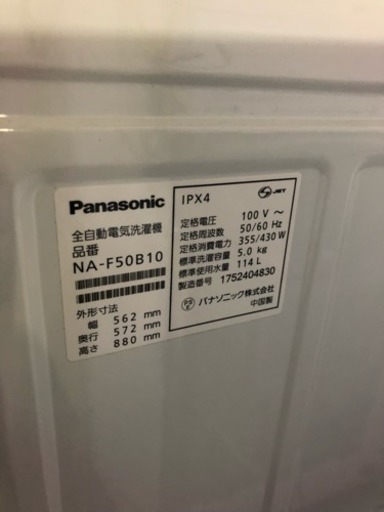 Panasonic
全自動電気洗濯機
品番
NA-F50B10
外形寸法
幅 562 mm
奥行 572 mm
高さ 880 mm
IPX4
JET
定格電圧 100 V ～
定格周波数 50/60 Hz
定格消費電力 355/430 W
標準洗濯容量 5.0 kg
標準使用水量 114 L
製造番号 1752404830
PS
パナソニック株式会社
中国製